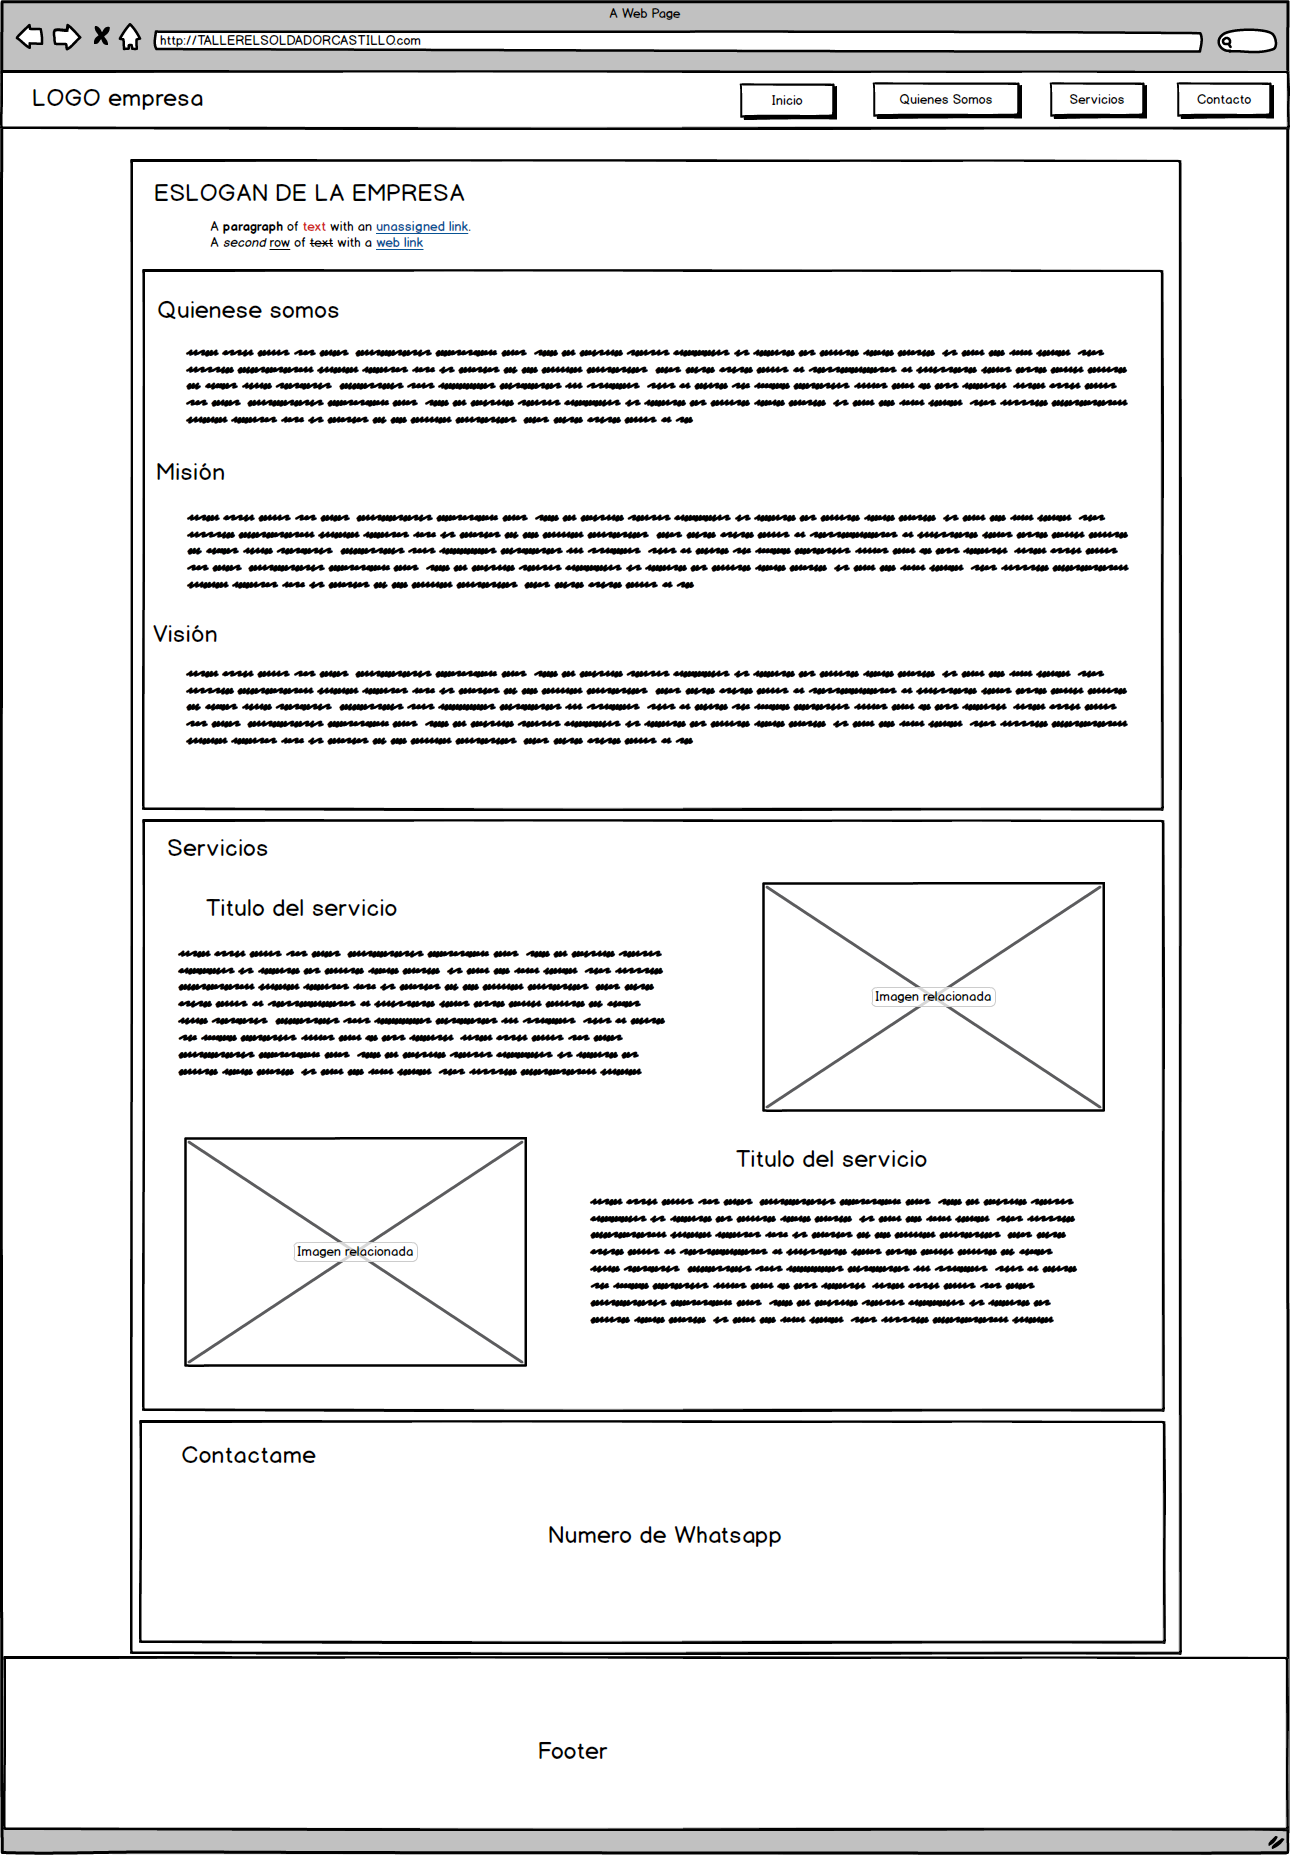 A Web Page
http://TALLERELSOLDADORCASTILLO.com
LOGO empresa
Inicio
Quienes Somos
Servicios
Contacto
ESLOGAN DE LA EMPRESA
A paragraph of text with an unassigned link.
A second row of text with a web link
Quienese somos
Misión
Visión
Servicios
Titulo del servicio
Imagen relacionada
Imagen relacionada
Titulo del servicio
Contactame
Numero de Whatsapp
Footer